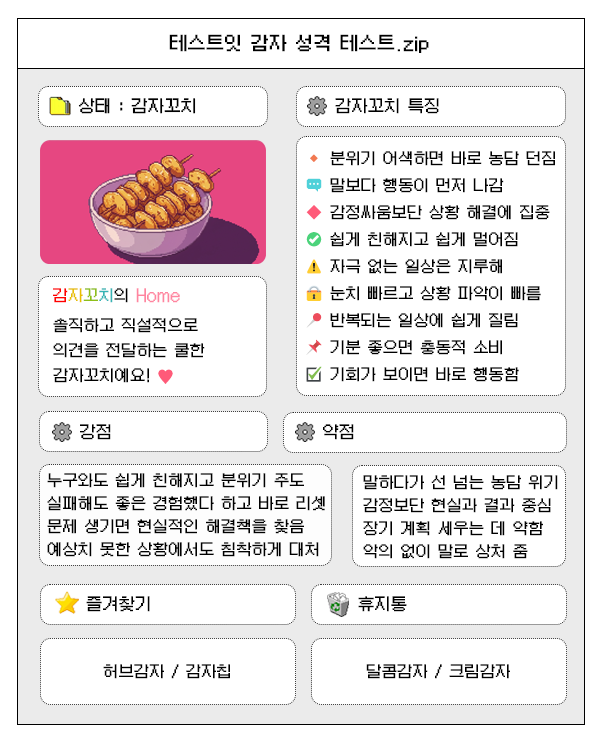 테스트잇 감자 성격 테스트.zip
상태 : 감자꼬치
감자꼬치의 Home
솔직하고 직설적으로
의견을 전달하는 쿨한
감자꼬치예요!
감자꼬치 특징
분위기 어색하면 바로 농담 던짐
말보다 행동이 먼저 나감
감정싸움보단 상황 해결에 집중
쉽게 친해지고 쉽게 멀어짐
자극 없는 일상은 지루해
눈치 빠르고 상황 파악이 빠름
반복되는 일상에 쉽게 질림
기분 좋으면 충동적 소비
기회가 보이면 바로 행동함
강점
누구와도 쉽게 친해지고 분위기 주도
실패해도 좋은 경험했다 하고 바로 리셋
문제 생기면 현실적인 해결책을 찾음
예상치 못한 상황에서도 침착하게 대처
약점
말하다가 선 넘는 농담 위기
감정보단 현실과 결과 중심
장기 계획 세우는 데 약함
악의 없이 말로 상처 줌
즐겨찾기
허브감자 / 감자칩
휴지통
달콤감자 / 크림감자